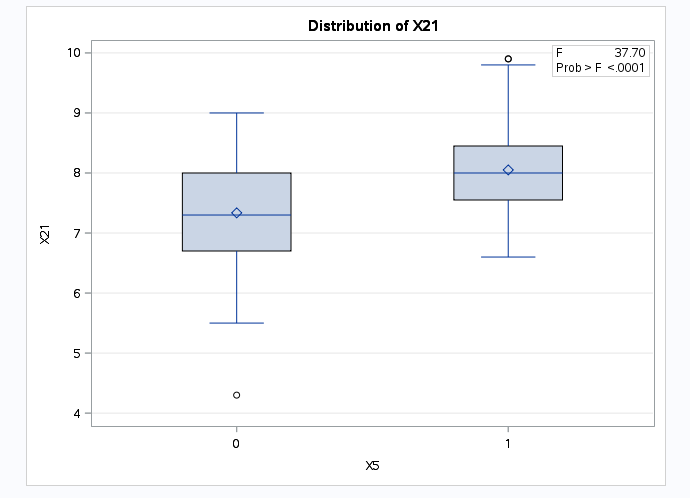 Distribution of X21
F 37.70
Prob > F <.0001
10
9
8
7
6
5
4
X21
0 1
X5